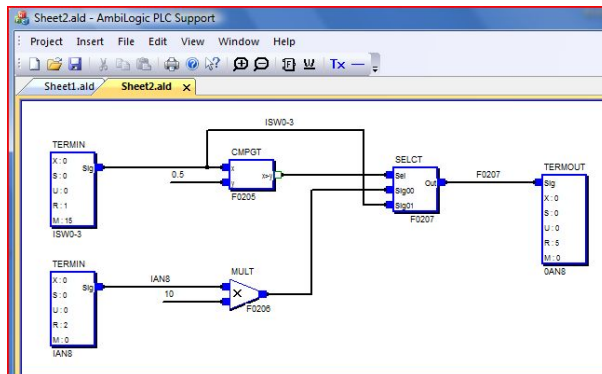 Sheet2.ald - AmbiLogic PLC Support
Project Insert File Edit View Window Help
Tx
Sheet1.ald Sheet2.ald x
ISW0-3
TERMIN
X : 0
S : 0
U : 0
R : 1
M : 15
Sig
ISW0-3
0.5
CMPGT
x
y
x>y
F0205
SELCT
Sel
Sig00
Sig01
Out
F0207
F0207
TERMOUT
Sig
X : 0
S : 0
U : 0
R : 5
M : 0
0AN8
TERMIN
X : 0
S : 0
U : 0
R : 2
M : 0
Sig
IAN8
IAN8
10
MULT
X
F0206